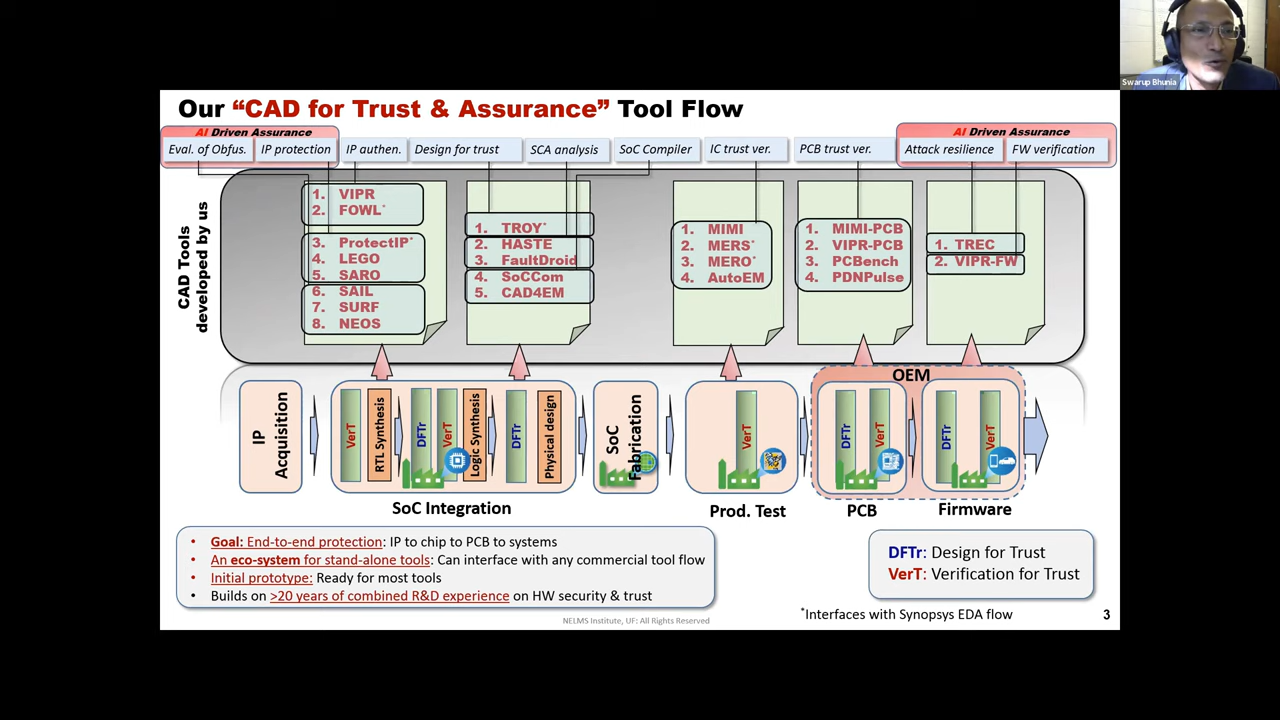 Swarup Bhunia
Our “CAD for Trust & Assurance” Tool Flow
AI Driven Assurance
AI Driven Assurance
Eval. of Obfus.
IP protection
IP authen.
Design for trust
SCA analysis
SoC Compiler
IC trust ver.
PCB trust ver.
Attack resilience
FW verification
CAD Tools
developed by us
1. VIPR
2. FOWL*
3. ProtectIP*
4. LEGO
5. SARO
6. SAIL
7. SURF
8. NEOS
1. TROY*
2. HASTE
3. FaultDroid
4. SoCCom
5. CAD4EM
1. MIMI
2. MERS*
3. MERO*
4. AutoEM
1. MIMI-PCB
2. VIPR-PCB
3. PCBench
4. PDNPulse
1. TREC
2. VIPR-FW
OEM
IP
Acquisition
VerT
RTL Synthesis
DFTr
VerT
Logic Synthesis
DFTr
Physical design
SoC
Fabrication
VerT
DFTr
VerT
DFTr
VerT
SoC Integration
Prod. Test
PCB
Firmware
• Goal: End-to-end protection: IP to chip to PCB to systems
• An eco-system for stand-alone tools: Can interface with any commercial tool flow
• Initial prototype: Ready for most tools
• Builds on >20 years of combined R&D experience on HW security & trust
DFTr: Design for Trust
VerT: Verification for Trust
*Interfaces with Synopsys EDA flow
NELMS Institute, UF: All Rights Reserved
3